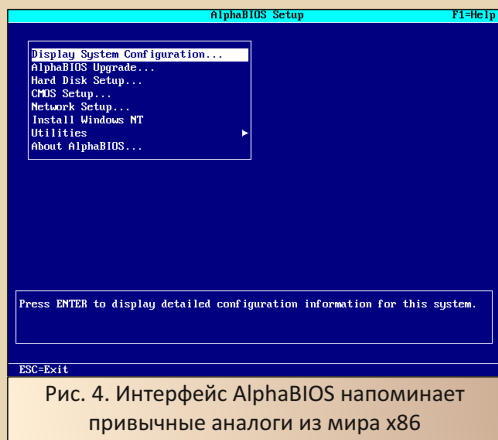 AlphaBIOS Setup F1=Help
Display System Configuration...
AlphaBIOS Upgrade...
Hard Disk Setup...
CMOS Setup...
Network Setup...
Install Windows NT
Utilities ►
About AlphaBIOS...
Press ENTER to display detailed configuration information for this system.
ESC=Exit
Рис. 4. Интерфейс AlphaBIOS напоминает
привычные аналоги из мира x86